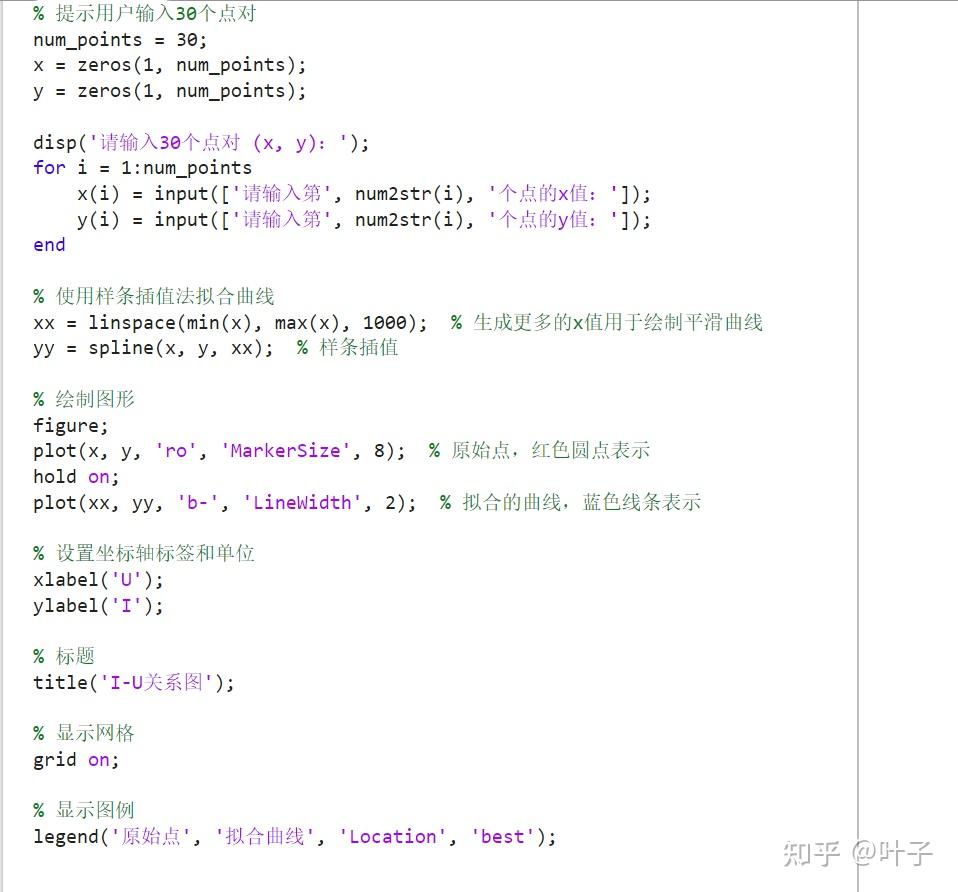 % 提示用户输入30个点对
num_points = 30;
x = zeros(1, num_points);
y = zeros(1, num_points);
disp('请输入30个点对 (x, y): ');
for i = 1:num_points
    x(i) = input(['请输入第', num2str(i), '个点的x值: ']);
    y(i) = input(['请输入第', num2str(i), '个点的y值: ']);
end
% 使用样条插值法拟合曲线
xx = linspace(min(x), max(x), 1000);  % 生成更多的x值用于绘制平滑曲线
yy = spline(x, y, xx);  % 样条插值
% 绘制图形
figure;
plot(x, y, 'ro', 'MarkerSize', 8);  % 原始点，红色圆点表示
hold on;
plot(xx, yy, 'b-', 'LineWidth', 2);  % 拟合的曲线，蓝色线条表示
% 设置坐标轴标签和单位
xlabel('U');
ylabel('I');
% 标题
title('I-U关系图');
% 显示网格
grid on;
% 显示图例
legend('原始点', '拟合曲线', 'Location', 'best');
知乎 @叶子